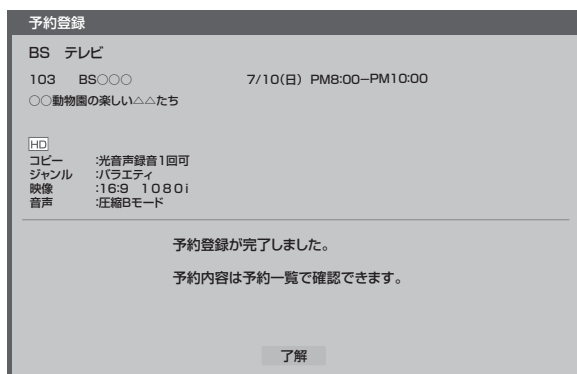 予約登録
BS テレビ
103 BS○○○ 7/10(日) PM8:00−PM10:00
○○動物園の楽しい△△たち
HD
コピー :光音声録音1回可
ジャンル :バラエティ
映像 :16:9 1080i
音声 :圧縮Bモード
予約登録が完了しました。
予約内容は予約一覧で確認できます。
了解